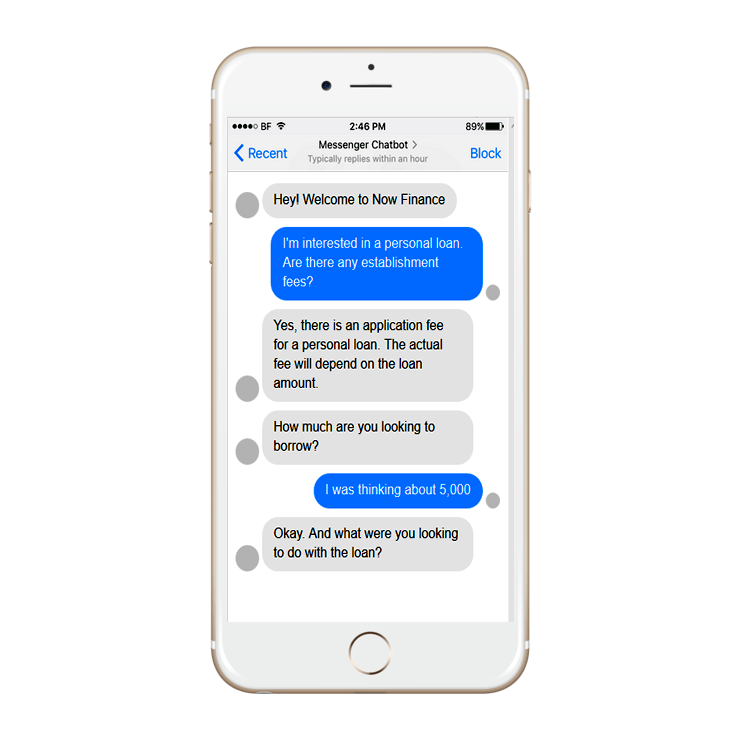 BF 2:46 PM 89%
Recent Messenger Chatbot > Block
Typically replies within an hour
Hey! Welcome to Now Finance
I'm interested in a personal loan.
Are there any establishment
fees?
Yes, there is an application fee
for a personal loan. The actual
fee will depend on the loan
amount.
How much are you looking to
borrow?
I was thinking about 5,000
Okay. And what were you looking
to do with the loan?